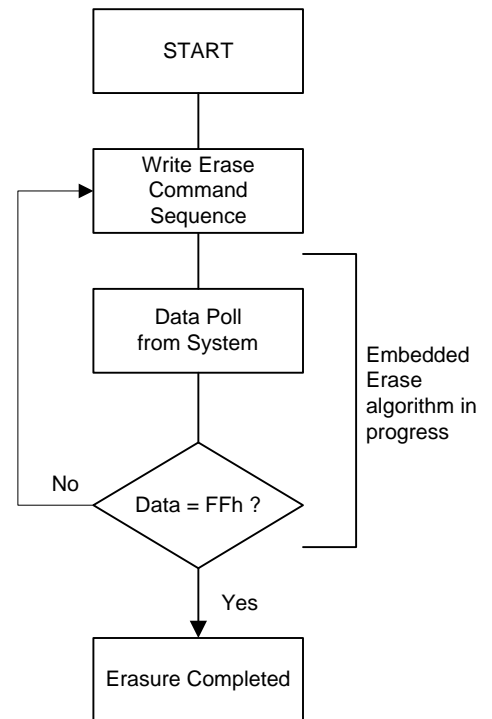 START
Write Erase
Command
Sequence
Data Poll
from System
Embedded
Erase
algorithm in
progress
No
Data = FFh ?
Yes
Erasure Completed